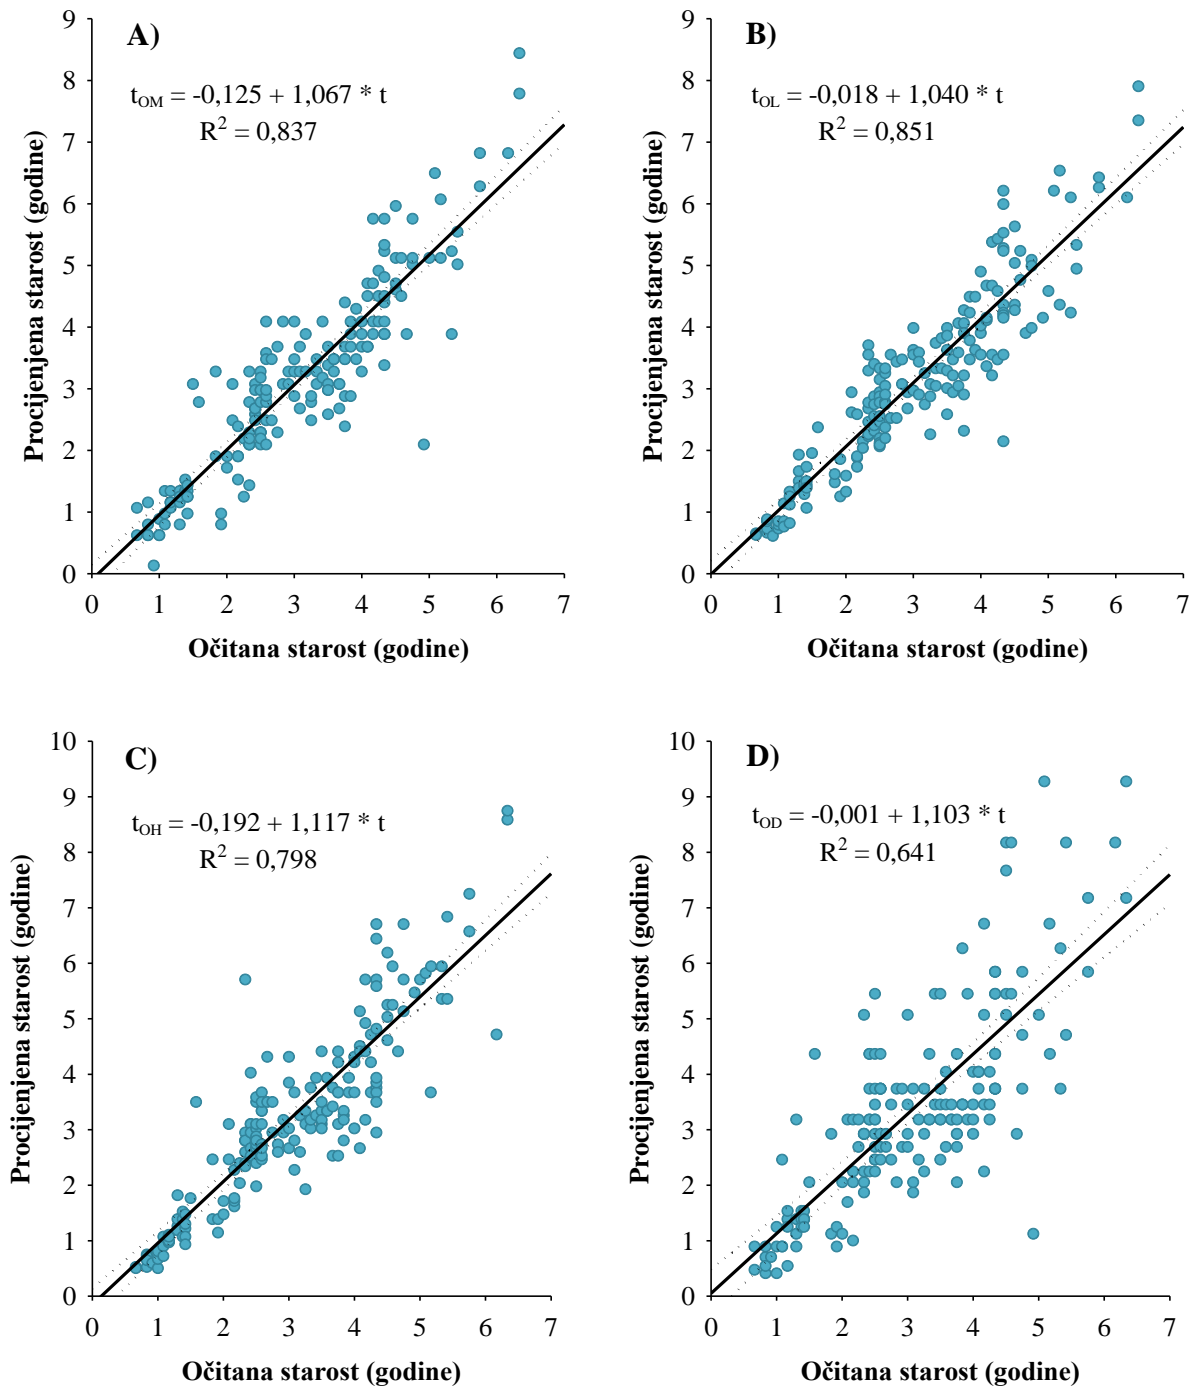 A)
t_OM = -0,125 + 1,067 * t
R² = 0,837
Procijenjena starost (godine)
9
8
7
6
5
4
3
2
1
0
0 1 2 3 4 5 6 7
Očitana starost (godine)
B)
t_OL = -0,018 + 1,040 * t
R² = 0,851
Procijenjena starost (godine)
9
8
7
6
5
4
3
2
1
0
0 1 2 3 4 5 6 7
Očitana starost (godine)
C)
t_OH = -0,192 + 1,117 * t
R² = 0,798
Procijenjena starost (godine)
10
9
8
7
6
5
4
3
2
1
0
0 1 2 3 4 5 6 7
Očitana starost (godine)
D)
t_OD = -0,001 + 1,103 * t
R² = 0,641
Procijenjena starost (godine)
10
9
8
7
6
5
4
3
2
1
0
0 1 2 3 4 5 6 7
Očitana starost (godine)